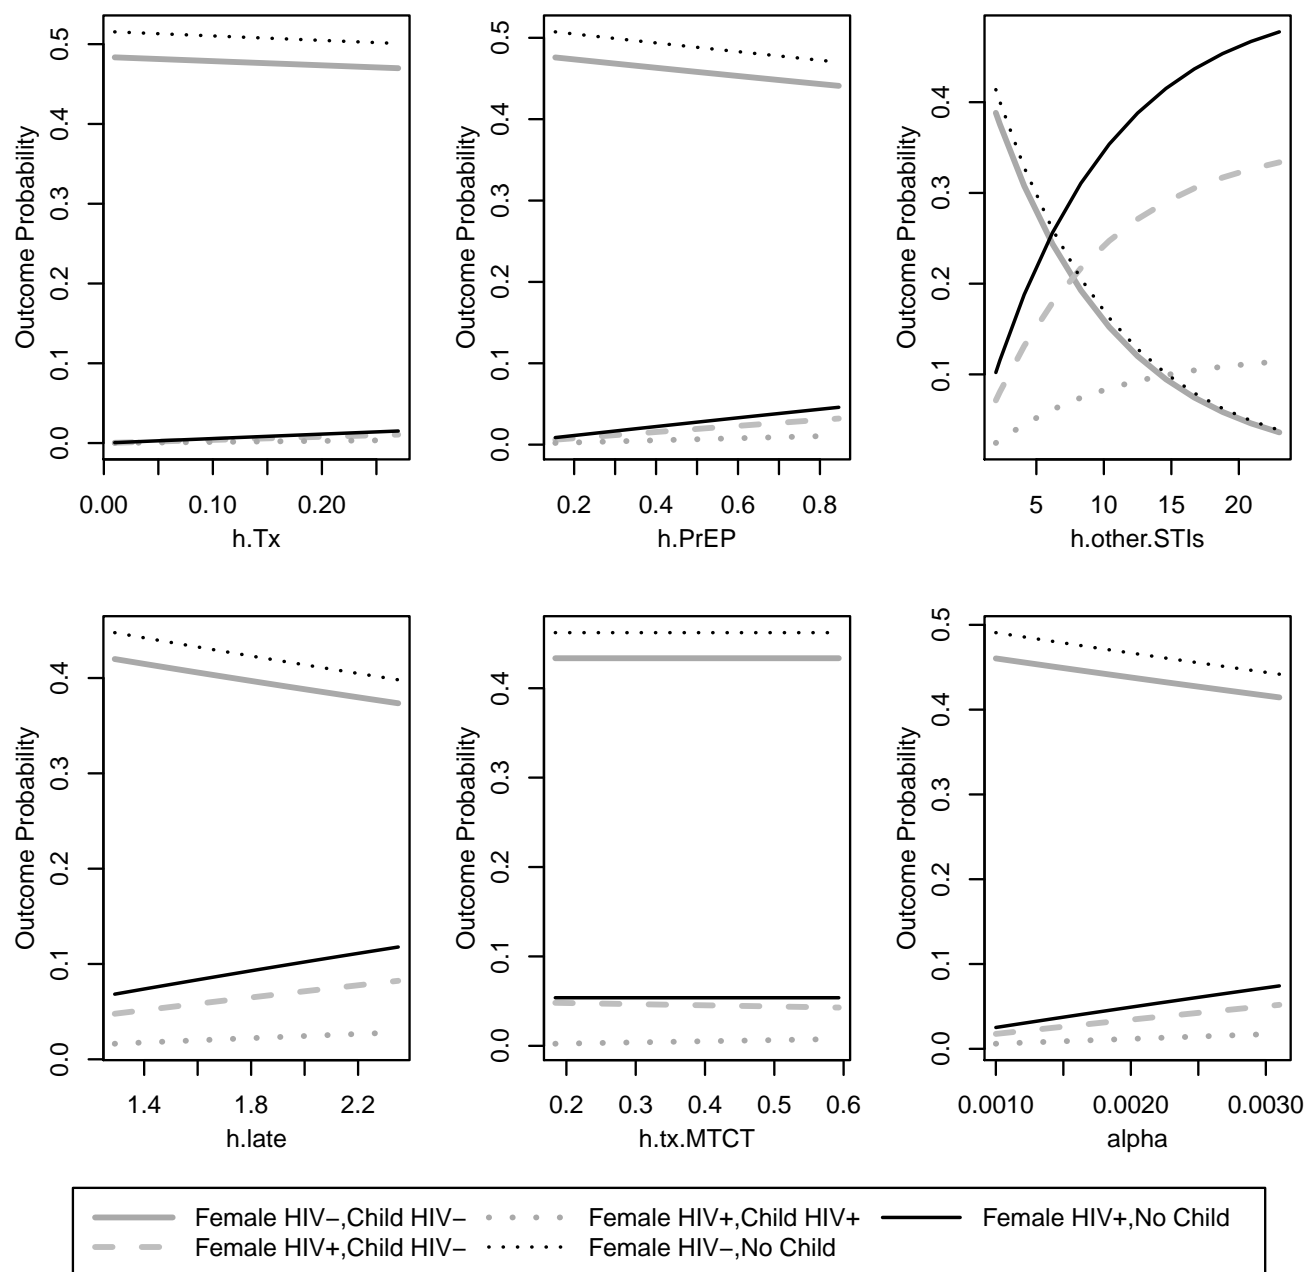 Outcome Probability
0.0 0.1 0.2 0.3 0.4 0.5
0.00 0.10 0.20
h.Tx
Outcome Probability
0.0 0.1 0.2 0.3 0.4 0.5
0.2 0.4 0.6 0.8
h.PrEP
Outcome Probability
0.1 0.2 0.3 0.4
5 10 15 20
h.other.STIs
Outcome Probability
0.0 0.1 0.2 0.3 0.4
1.4 1.8 2.2
h.late
Outcome Probability
0.0 0.1 0.2 0.3 0.4
0.2 0.3 0.4 0.5 0.6
h.tx.MTCT
Outcome Probability
0.0 0.1 0.2 0.3 0.4 0.5
0.0010 0.0020 0.0030
alpha
Female HIV−,Child HIV− Female HIV+,Child HIV+ Female HIV+,No Child
Female HIV+,Child HIV− Female HIV−,No Child